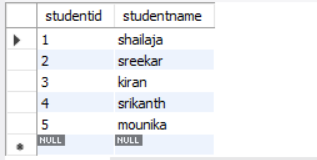 studentid studentname
1 shailaja
2 sreekar
3 kiran
4 srikanth
5 mounika
NULL NULL